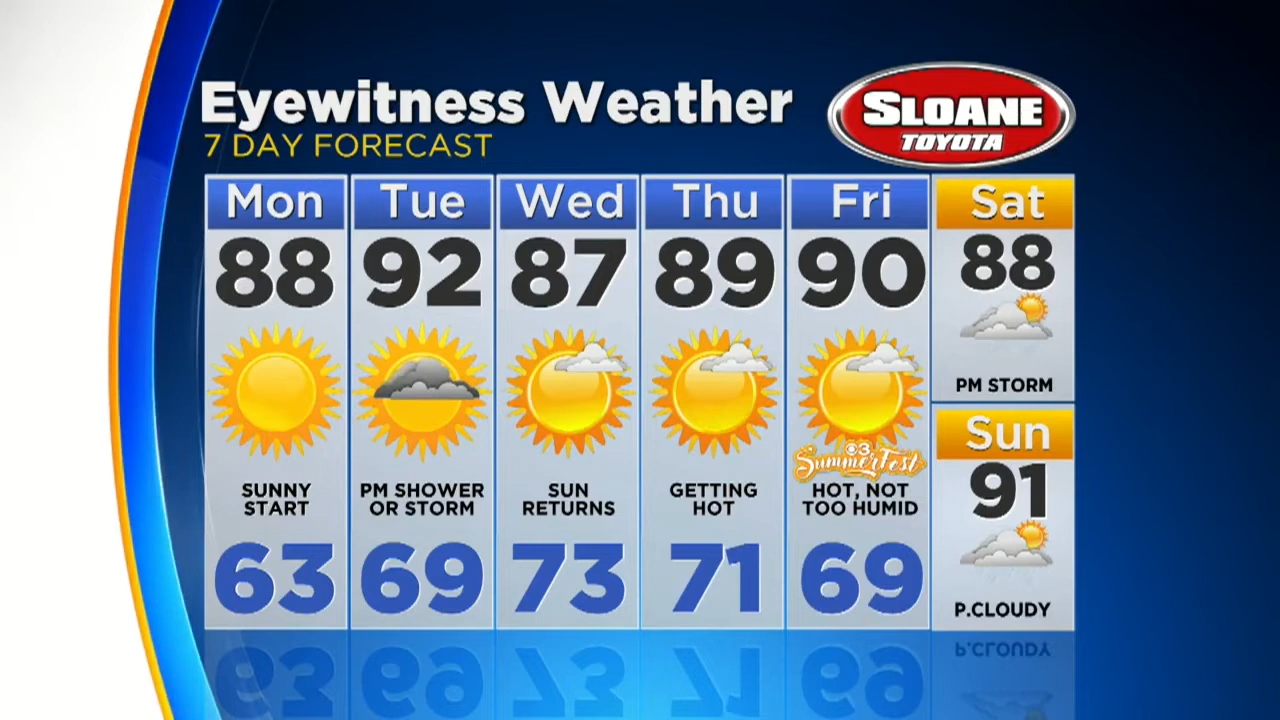 Eyewitness Weather
7 DAY FORECAST
SLOANE
TOYOTA
Mon
88
SUNNY
START
63
Tue
92
PM SHOWER
OR STORM
69
Wed
87
SUN
RETURNS
73
Thu
89
GETTING
HOT
71
Fri
90
3
SummerFest
HOT, NOT
TOO HUMID
69
Sat
88
PM STORM
Sun
91
P.CLOUDY